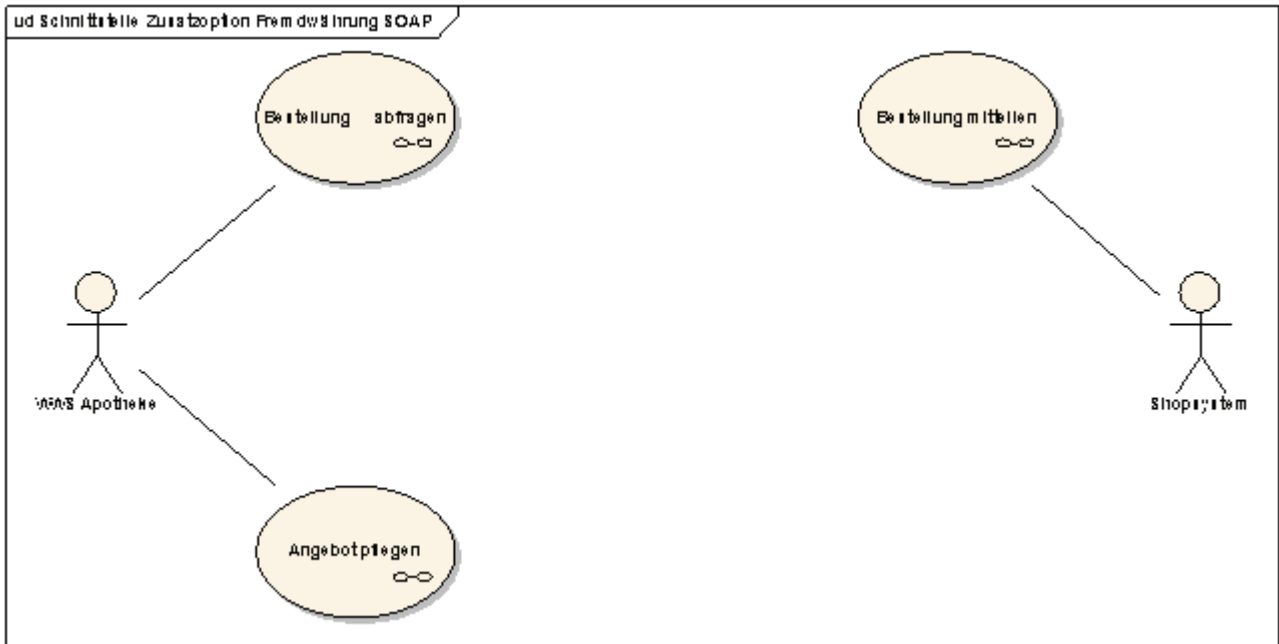 ud Schnittstelle Zusatzoption Fremdwährung SOAP
Bestellung abfragen
Bestellung mitteilen
WWS Apotheke
Shopsystem
Angebot pflegen